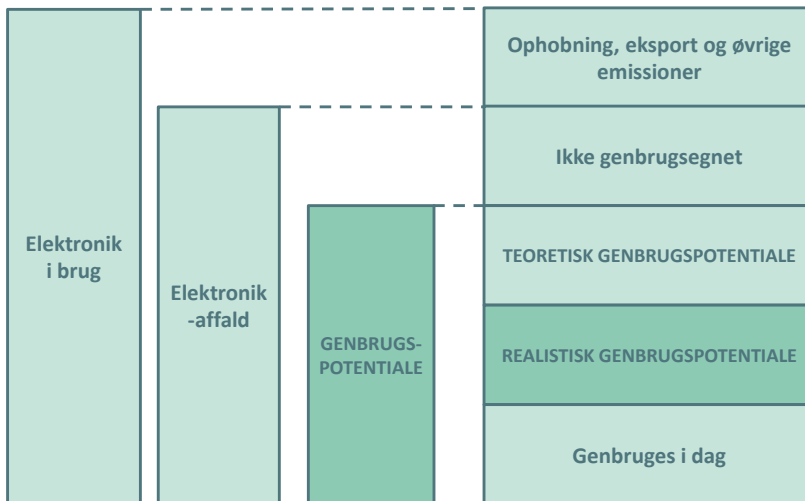 Elektronik
i brug
Elektronik
-affald
GENBRUGS-
POTENTIALE
Ophobning, eksport og øvrige
emissioner
Ikke genbrugsegnet
TEORETISK GENBRUGSPOTENTIALE
REALISTISK GENBRUGSPOTENTIALE
Genbruges i dag